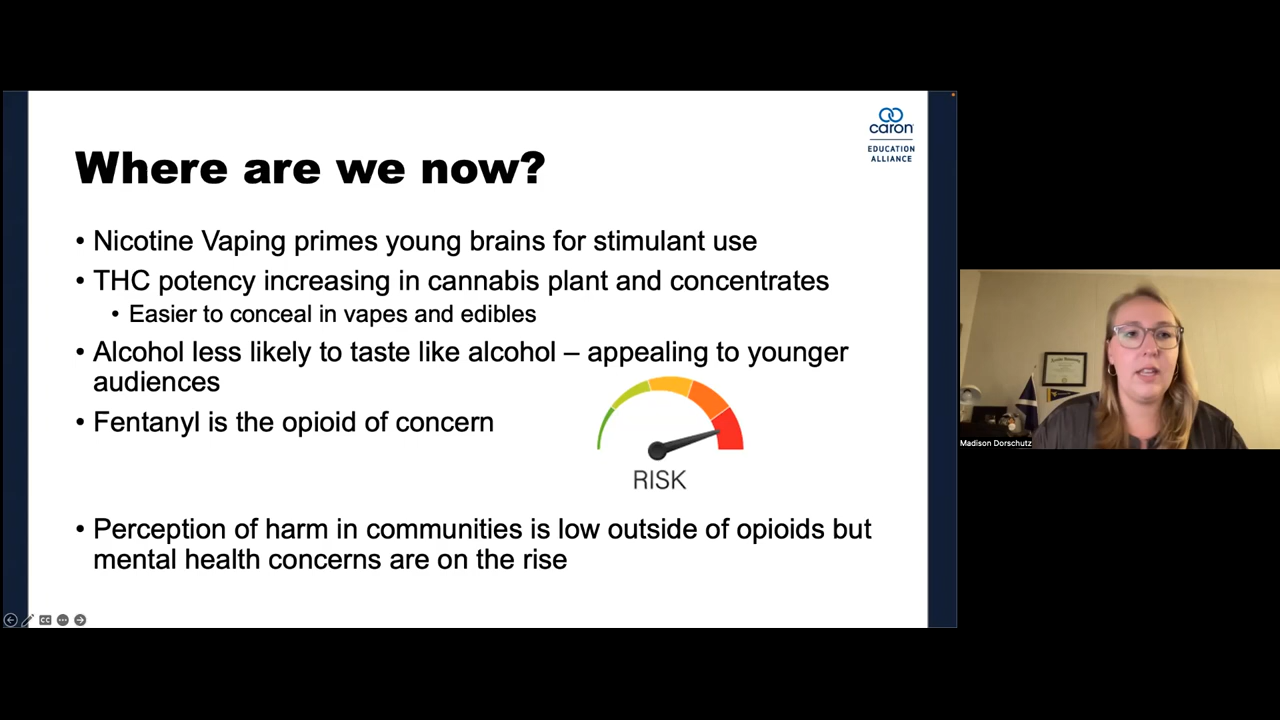 caron
EDUCATION
ALLIANCE
Where are we now?
• Nicotine Vaping primes young brains for stimulant use
• THC potency increasing in cannabis plant and concentrates
• Easier to conceal in vapes and edibles
• Alcohol less likely to taste like alcohol – appealing to younger
audiences
• Fentanyl is the opioid of concern
RISK
• Perception of harm in communities is low outside of opioids but
mental health concerns are on the rise
CC
Madison Dorschutz